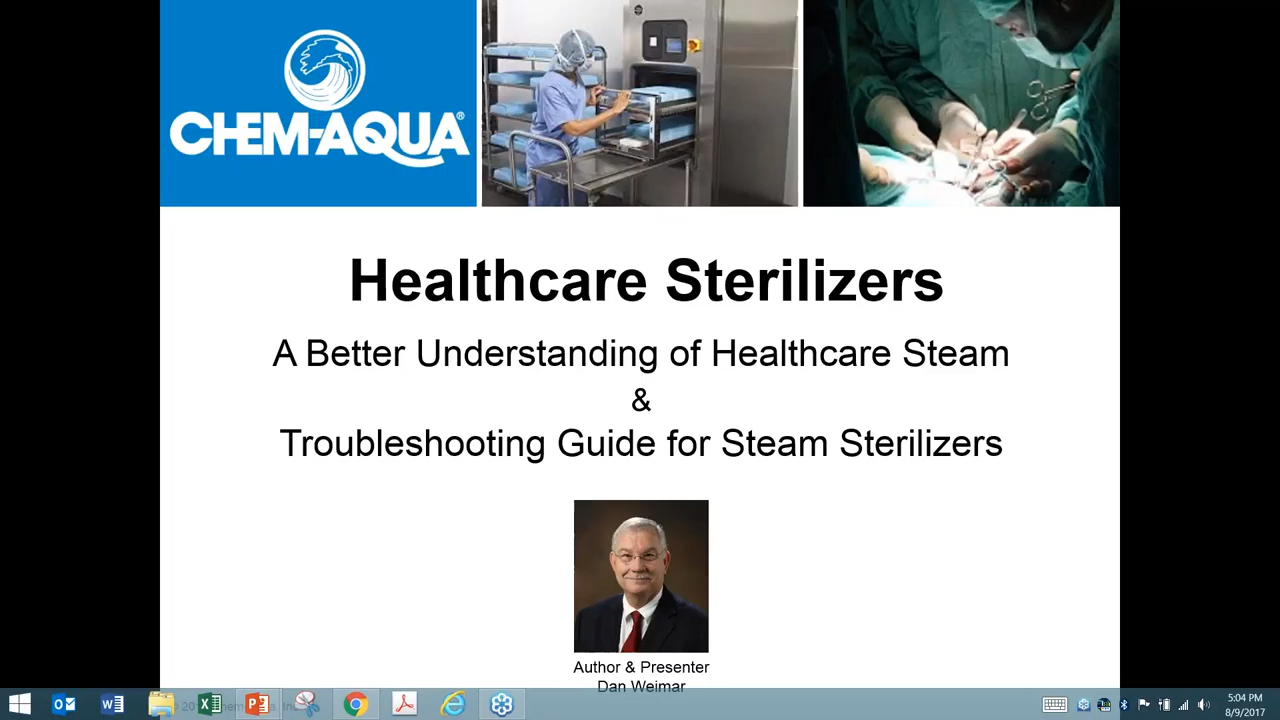 CHEM-AQUA®
Healthcare Sterilizers
A Better Understanding of Healthcare Steam
&
Troubleshooting Guide for Steam Sterilizers
Author & Presenter
Dan Weimar
5:04 PM
8/9/2017